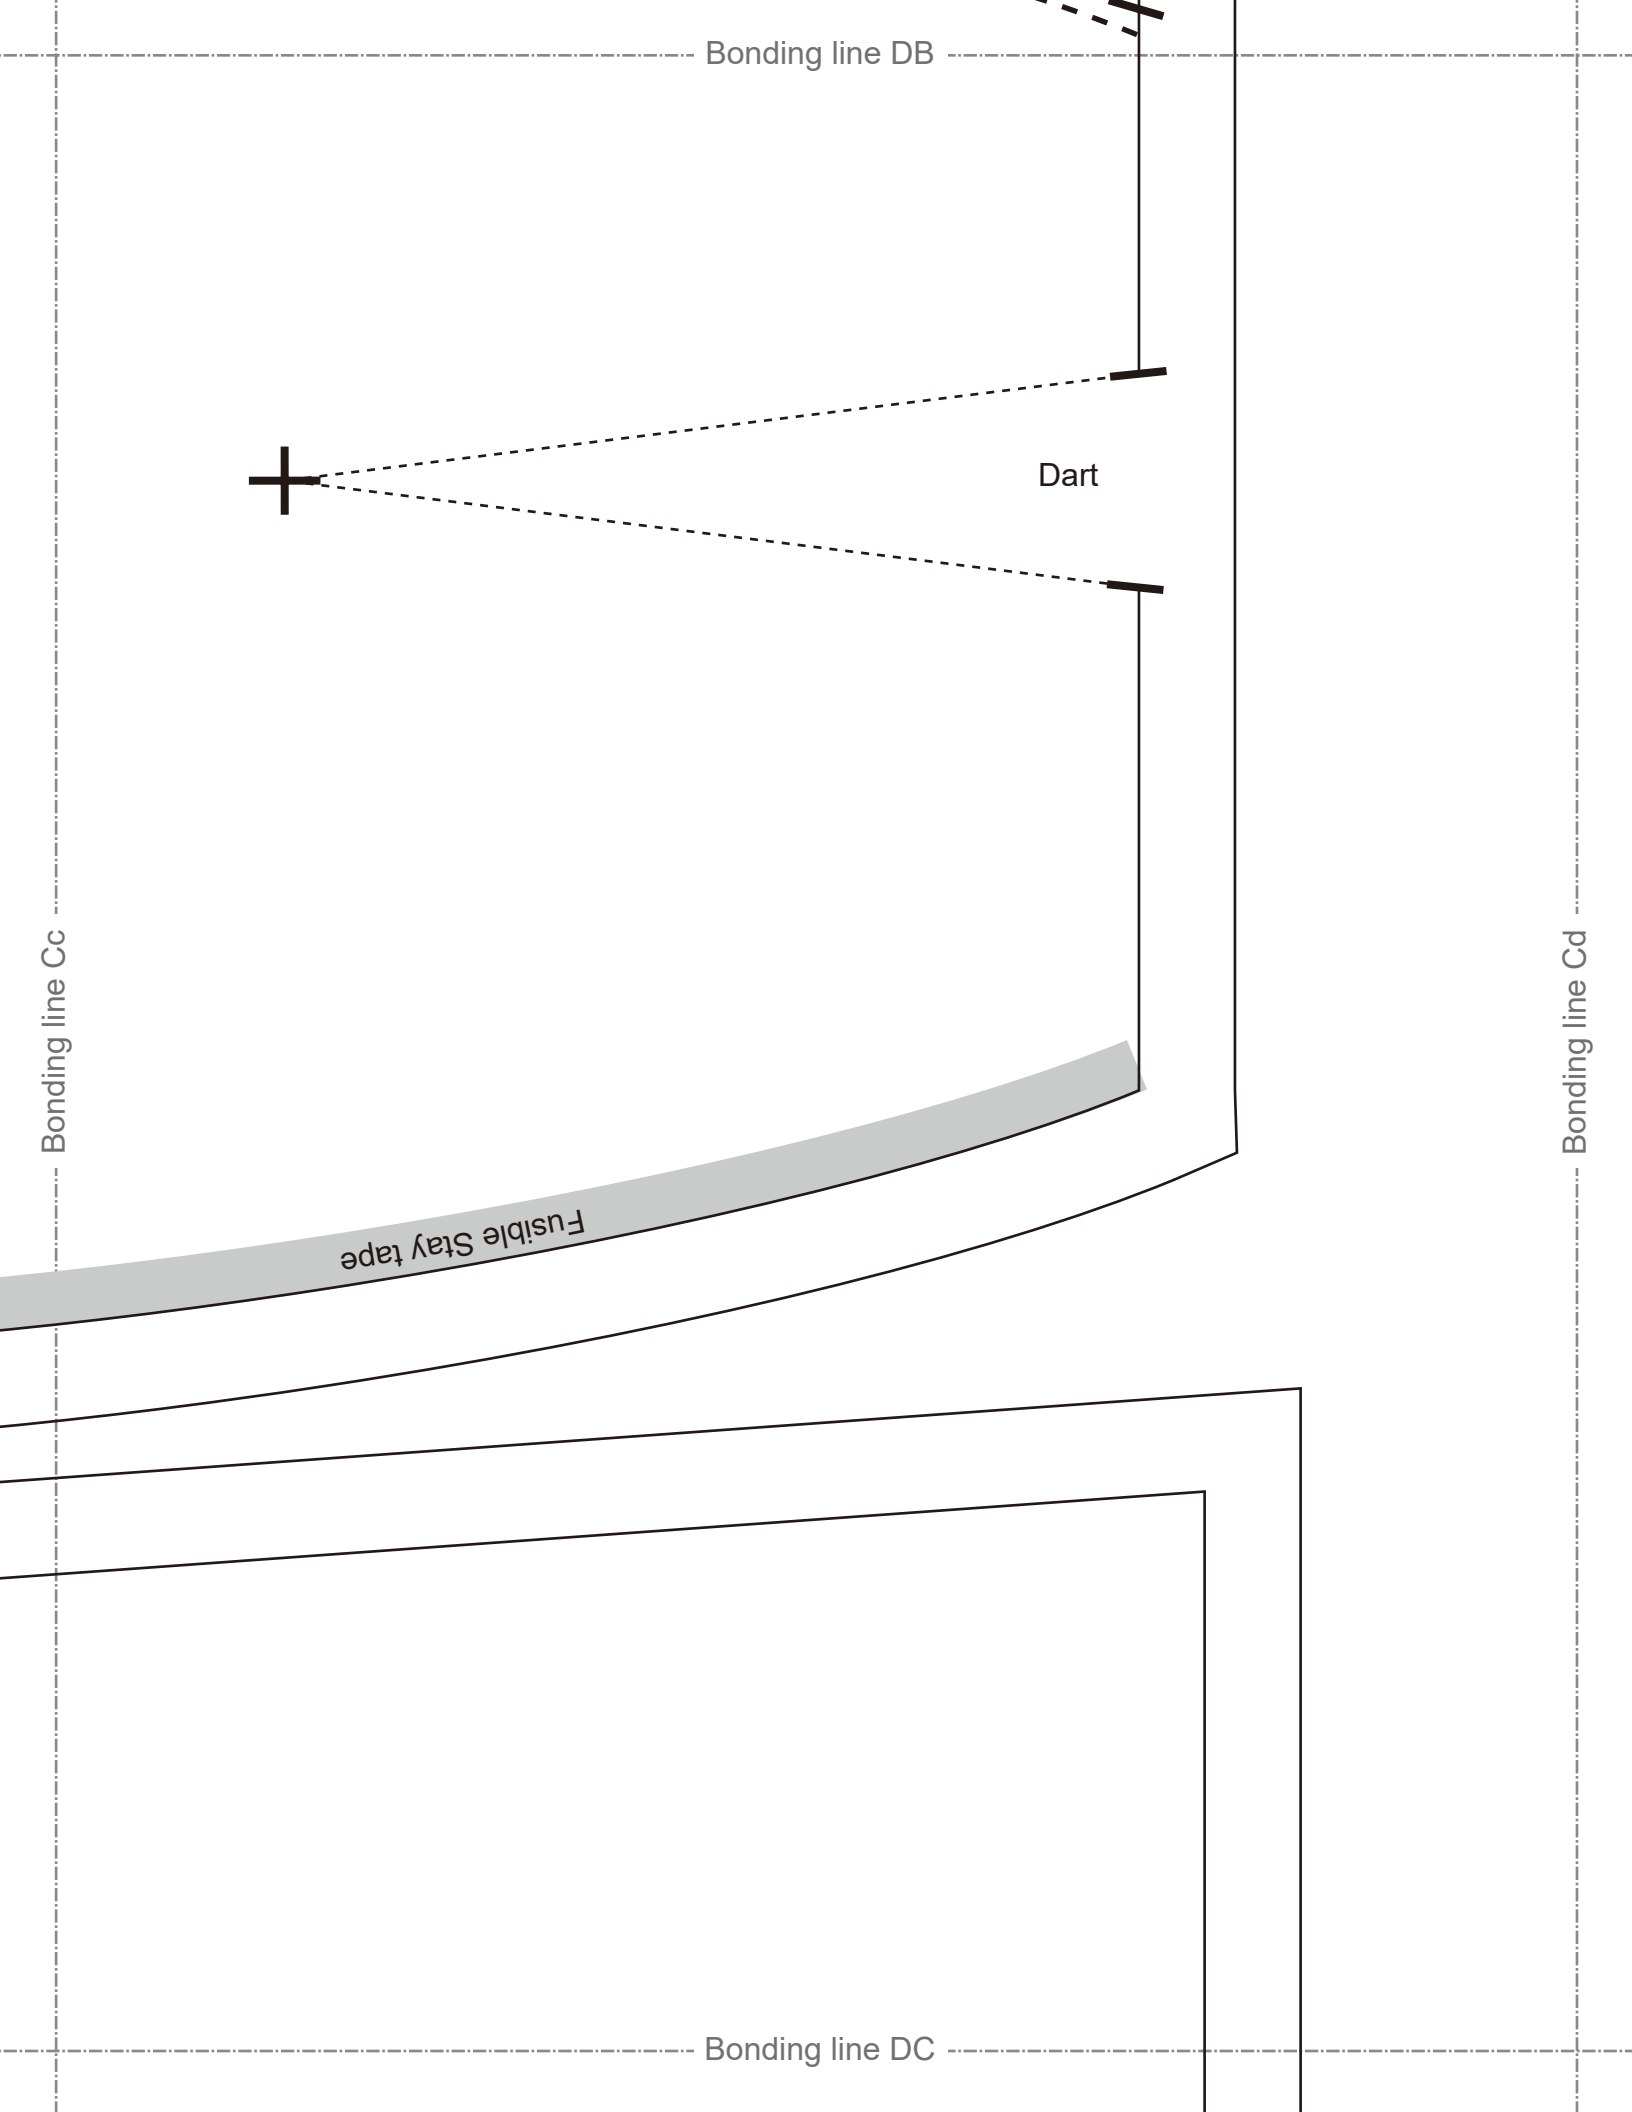 Bonding line DB
Dart
Bonding line Cc
Bonding line Cd
Fusible Stay tape
Bonding line DC